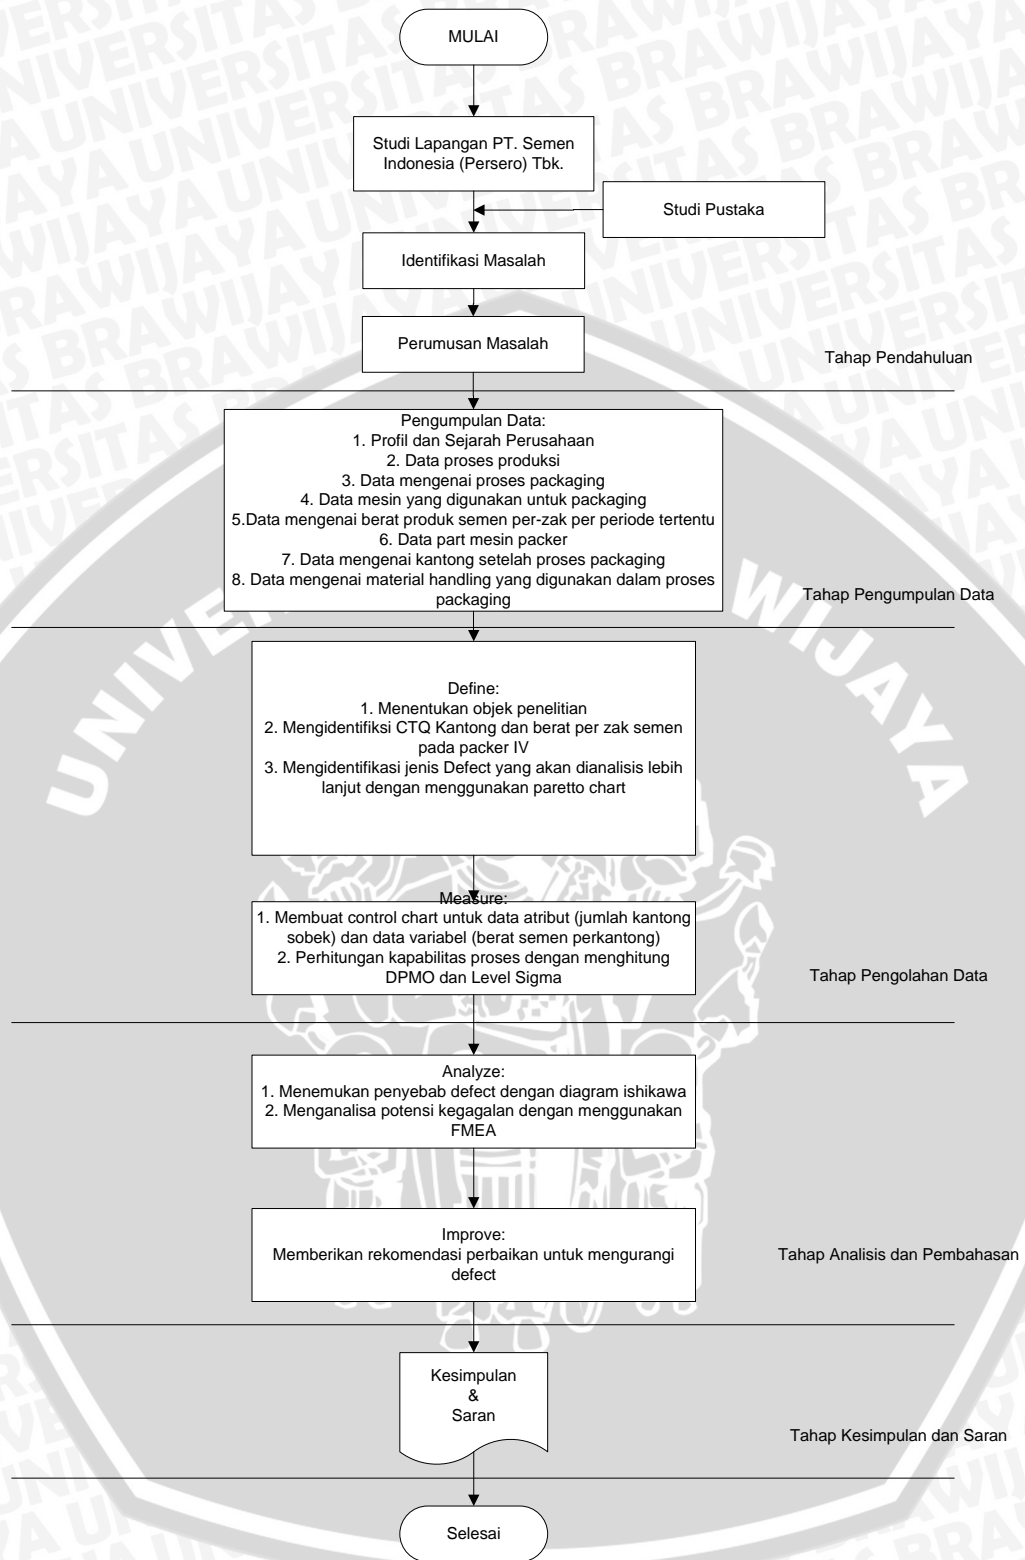 MULAI
Studi Lapangan PT. Semen
Indonesia (Persero) Tbk.
Studi Pustaka
Identifikasi Masalah
Perumusan Masalah
Tahap Pendahuluan
Pengumpulan Data:
1. Profil dan Sejarah Perusahaan
2. Data proses produksi
3. Data mengenai proses packaging
4. Data mesin yang digunakan untuk packaging
5.Data mengenai berat produk semen per-zak per periode tertentu
6. Data part mesin packer
7. Data mengenai kantong setelah proses packaging
8. Data mengenai material handling yang digunakan dalam proses
packaging
Tahap Pengumpulan Data
Define:
1. Menentukan objek penelitian
2. Mengidentifiksi CTQ Kantong dan berat per zak semen
pada packer IV
3. Mengidentifikasi jenis Defect yang akan dianalisis lebih
lanjut dengan menggunakan paretto chart
Measure:
1. Membuat control chart untuk data atribut (jumlah kantong
sobek) dan data variabel (berat semen perkantong)
2. Perhitungan kapabilitas proses dengan menghitung
DPMO dan Level Sigma
Tahap Pengolahan Data
Analyze:
1. Menemukan penyebab defect dengan diagram ishikawa
2. Menganalisa potensi kegagalan dengan menggunakan
FMEA
Improve:
Memberikan rekomendasi perbaikan untuk mengurangi
defect
Tahap Analisis dan Pembahasan
Kesimpulan
&
Saran
Tahap Kesimpulan dan Saran
Selesai